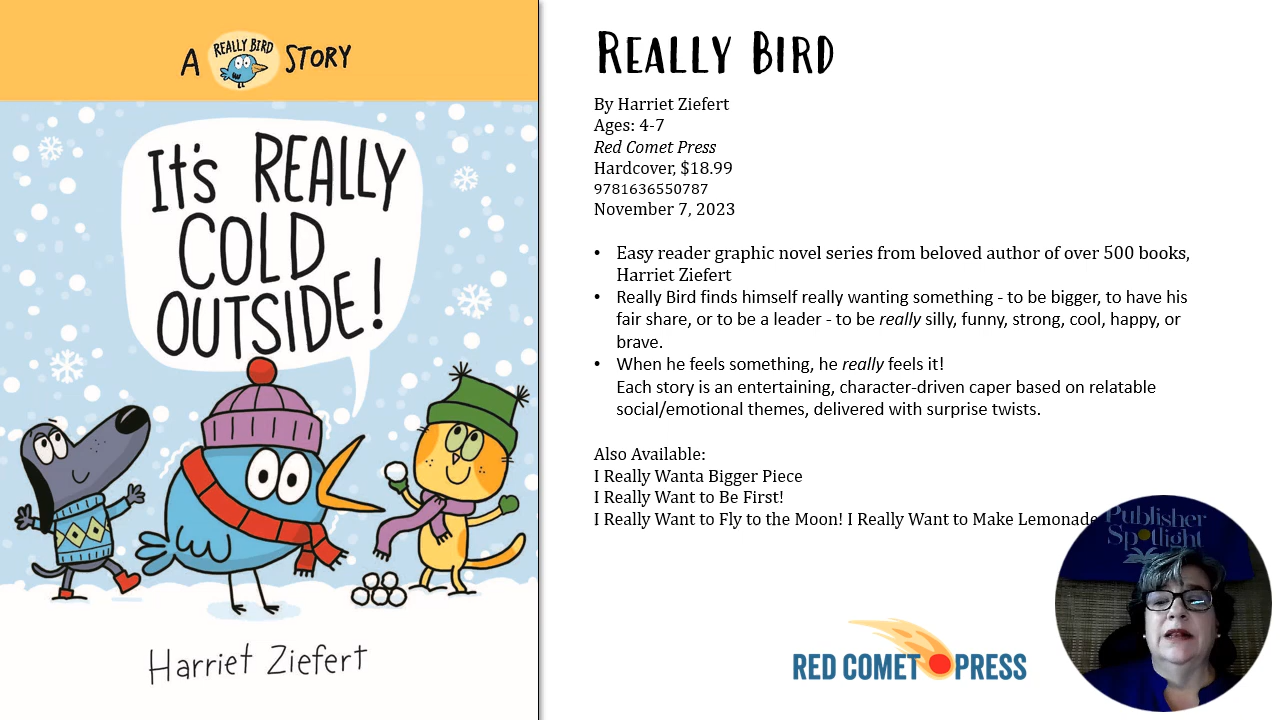 A REALLY BIRD STORY
It's REALLY
COLD
OUTSIDE!
Harriet Ziefert
REALLY BIRD
By Harriet Ziefert
Ages: 4-7
Red Comet Press
Hardcover, $18.99
9781636550787
November 7, 2023
• Easy reader graphic novel series from beloved author of over 500 books,
Harriet Ziefert
• Really Bird finds himself really wanting something - to be bigger, to have his
fair share, or to be a leader - to be really silly, funny, strong, cool, happy, or
brave.
• When he feels something, he really feels it!
Each story is an entertaining, character-driven caper based on relatable
social/emotional themes, delivered with surprise twists.
Also Available:
I Really Wanta Bigger Piece
I Really Want to Be First!
I Really Want to Fly to the Moon! I Really Want to Make Lemonade
Publisher
Spotlight
RED COMET PRESS